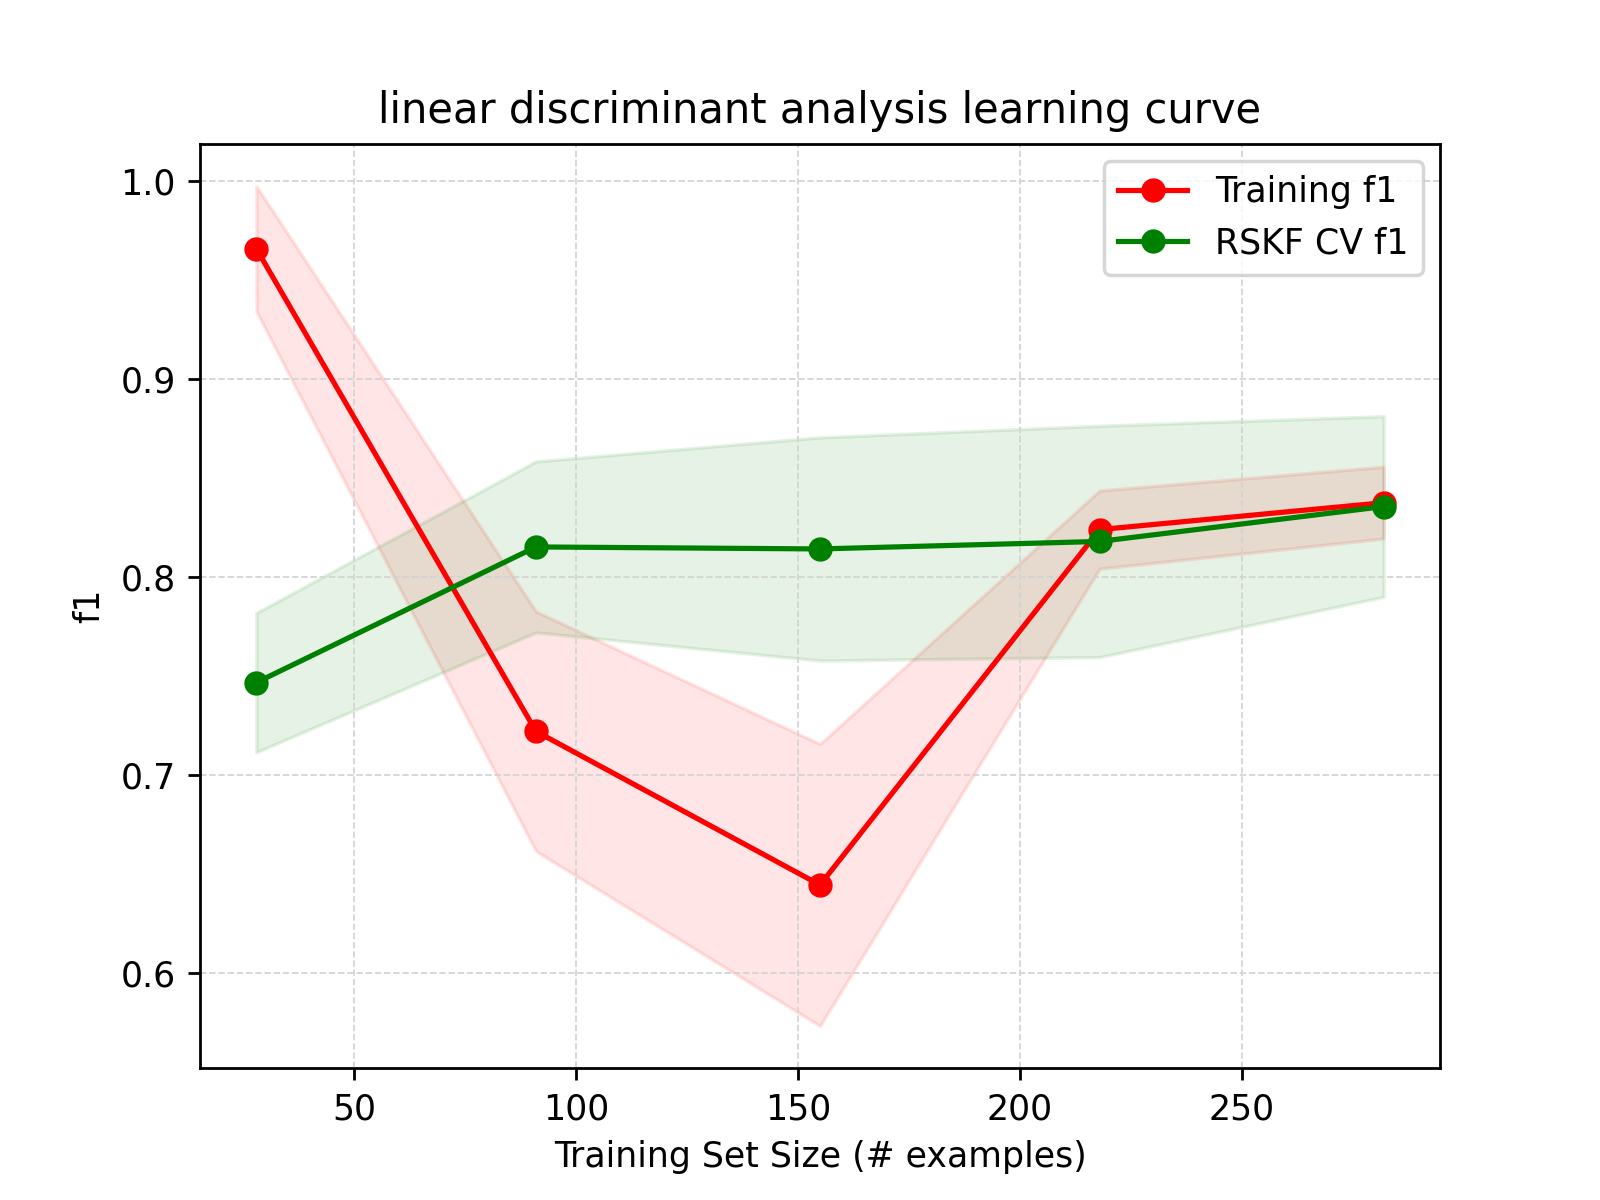 linear discriminant analysis learning curve
Training f1
RSKF CV f1
1.0
0.9
0.8
0.7
0.6
f1
50 100 150 200 250
Training Set Size (# examples)